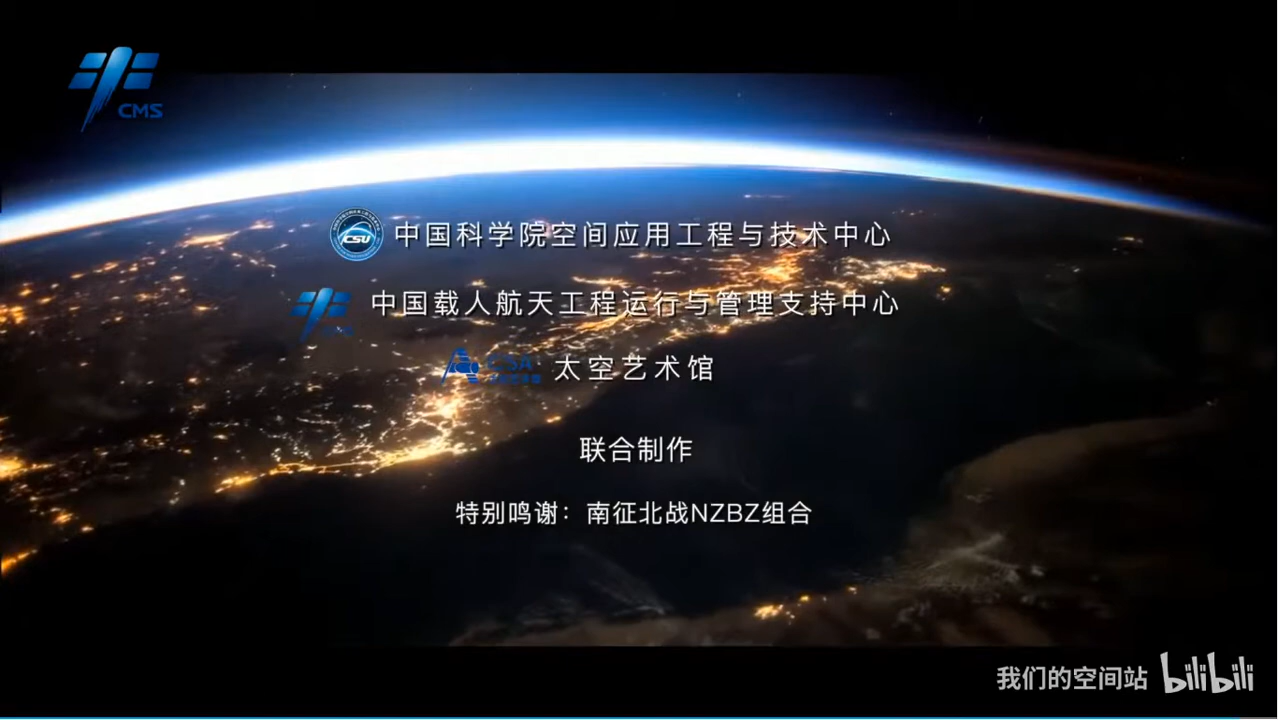 CMS
CSU 中国科学院空间应用工程与技术中心
中国载人航天工程运行与管理支持中心
CSA 太空艺术馆
联合制作
特别鸣谢：南征北战NZBZ组合
我们的空间站 bilibili